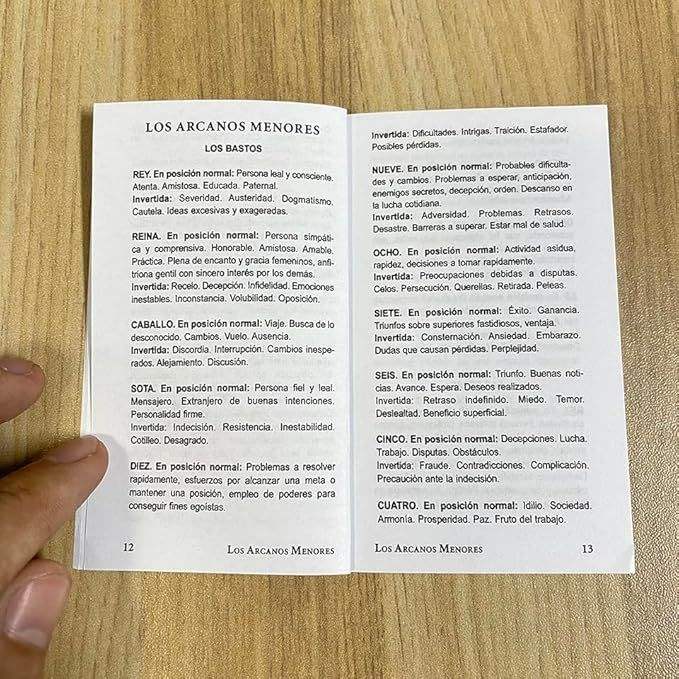 LOS ARCANOS MENORES
LOS BASTOS
REY. En posición normal: Persona leal y consciente.
Atenta. Amistosa. Educada. Paternal.
Invertida: Severidad. Austeridad. Dogmatismo.
Cautela. Ideas excesivas y exageradas.
REINA. En posición normal: Persona simpáti-
ca y comprensiva. Honorable. Amistosa. Amable.
Práctica. Plena de encanto y gracia femeninos, anfi-
triona gentil con sincero interés por los demás.
Invertida: Recelo. Decepción. Infidelidad. Emociones
inestables. Inconstancia. Volubilidad. Oposición.
CABALLO. En posición normal: Viaje. Busca de lo
desconocido. Cambios. Vuelo. Ausencia.
Invertida: Discordia. Interrupción. Cambios inespe-
rados. Alejamiento. Discusión.
SOTA. En posición normal: Persona fiel y leal.
Mensajero. Extranjero de buenas intenciones.
Personalidad firme.
Invertida: Indecisión. Resistencia. Inestabilidad.
Cotilleo. Desagrado.
DIEZ. En posición normal: Problemas a resolver
rapidamente, esfuerzos por alcanzar una meta o
mantener una posición, empleo de poderes para
conseguir fines egoístas.
12 LOS ARCANOS MENORES
Invertida: Dificultades. Intrigas. Traición. Estafador.
Posibles pérdidas.
NUEVE. En posición normal: Probables dificulta-
des y cambios. Problemas a esperar, anticipación,
enemigos secretos, decepción, orden. Descanso en
la lucha cotidiana.
Invertida: Adversidad. Problemas. Retrasos.
Desastre. Barreras a superar. Estar mal de salud.
OCHO. En posición normal: Actividad asidua,
rapidez, decisiones a tomar rapidamente.
Invertida: Preocupaciones debidas a disputas.
Celos. Persecución. Querellas. Retirada. Peleas.
SIETE. En posición normal: Éxito. Ganancia.
Triunfos sobre superiores fastidiosos, ventaja.
Invertida: Consternación. Ansiedad. Embarazo.
Dudas que causan pérdidas. Perplejidad.
SEIS. En posición normal: Triunfo. Buenas noti-
cias. Avance. Espera. Deseos realizados.
Invertida: Retraso indefinido. Miedo. Temor.
Deslealtad. Beneficio superficial.
CINCO. En posición normal: Decepciones. Lucha.
Trabajo. Disputas. Obstáculos.
Invertida: Fraude. Contradicciones. Complicación.
Precaución ante la indecisión.
CUATRO. En posición normal: Idilio. Sociedad.
Armonía. Prosperidad. Paz. Fruto del trabajo.
LOS ARCANOS MENORES 13